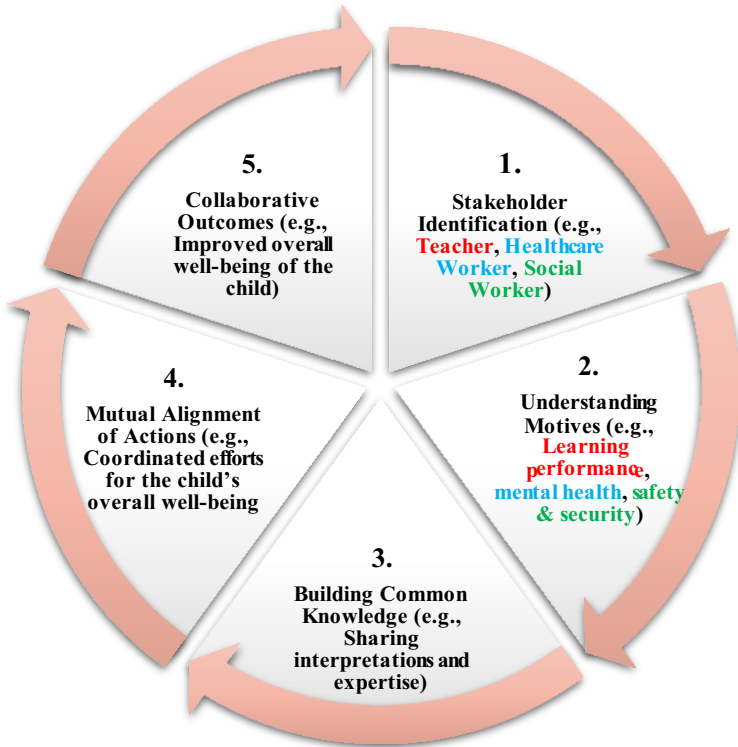 1.
Stakeholder
Identification (e.g.,
Teacher, Healthcare
Worker, Social
Worker)
2.
Understanding
Motives (e.g.,
Learning
performance,
mental health, safety
& security)
3.
Building Common
Knowledge (e.g.,
Sharing
interpretations and
expertise)
4.
Mutual Alignment
of Actions (e.g.,
Coordinated efforts
for the child's
overall well-being
5.
Collaborative
Outcomes (e.g.,
Improved overall
well-being of the
child)